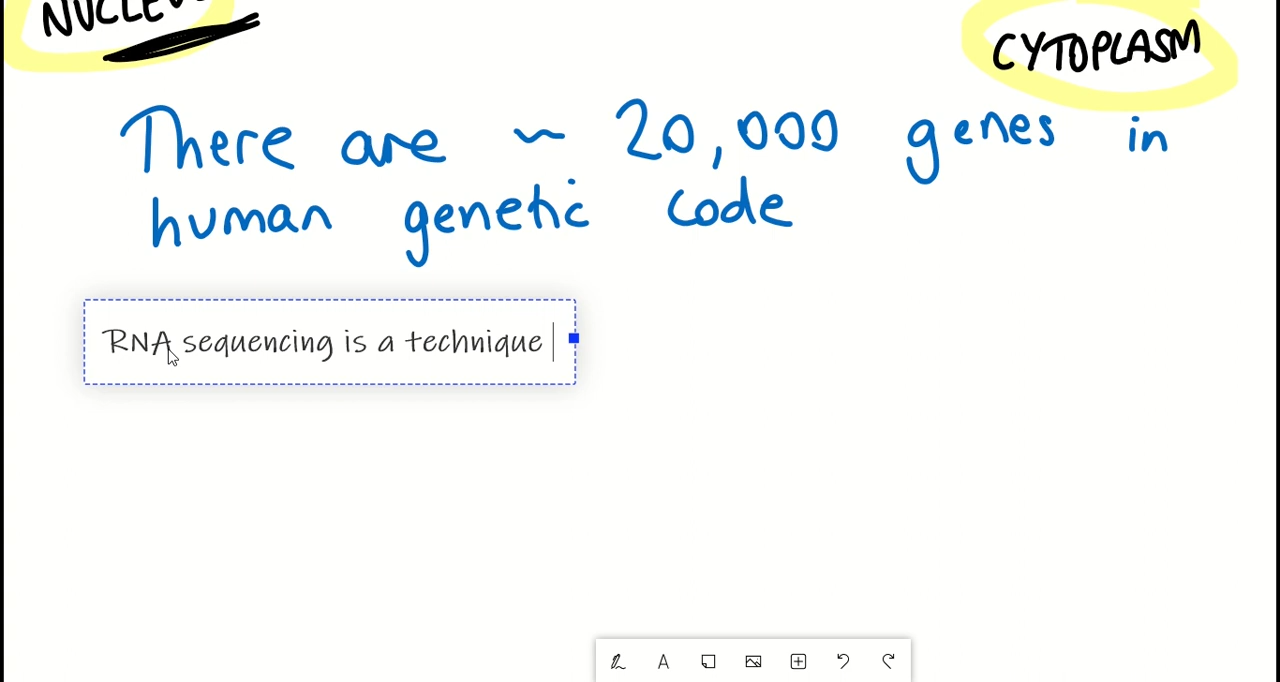 CYTOPLASM
There are ~ 20,000 genes in
human genetic code
RNA sequencing is a technique
A